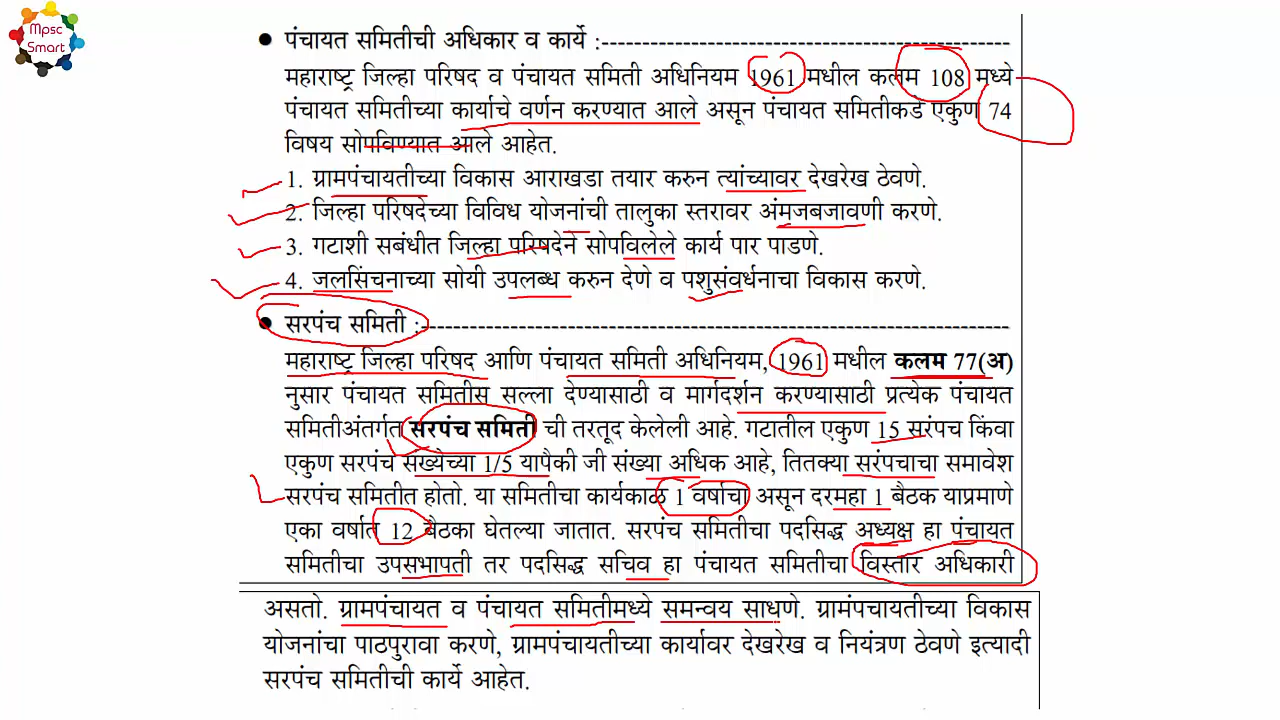 Mpsc
Smart
● पंचायत समितीची अधिकार व कार्ये :--------------------------------------------------
महाराष्ट्र जिल्हा परिषद व पंचायत समिती अधिनियम 1961 मधील कलम 108 मध्ये
पंचायत समितीच्या कार्याचे वर्णन करण्यात आले असून पंचायत समितीकडे एकुण 74
विषय सोपविण्यात आले आहेत.
1. ग्रामपंचायतीच्या विकास आराखडा तयार करुन त्यांच्यावर देखरेख ठेवणे.
2. जिल्हा परिषदेच्या विविध योजनांची तालुका स्तरावर अंमजबजावणी करणे.
3. गटाशी सबंधीत जिल्हा परिषदेने सोपविलेले कार्य पार पाडणे.
4. जलसिंचनाच्या सोयी उपलब्ध करुन देणे व पशुसंवर्धनाचा विकास करणे.
● सरपंच समिती :------------------------------------------------------------------------
महाराष्ट्र जिल्हा परिषद आणि पंचायत समिती अधिनियम, 1961 मधील कलम 77(अ)
नुसार पंचायत समितीस सल्ला देण्यासाठी व मार्गदर्शन करण्यासाठी प्रत्येक पंचायत
समितीअंतर्गत सरपंच समिती ची तरतूद केलेली आहे. गटातील एकुण 15 सरंपच किंवा
एकुण सरपंच संख्येच्या 1/5 यापैकी जी संख्या अधिक आहे, तितक्या सरंपचाचा समावेश
सरपंच समितीत होतो. या समितीचा कार्यकाळ 1 वर्षाचा असून दरमहा 1 बैठक याप्रमाणे
एका वर्षात 12 बैठका घेतल्या जातात. सरपंच समितीचा पदसिद्ध अध्यक्ष हा पंचायत
समितीचा उपसभापती तर पदसिद्ध सचिव हा पंचायत समितीचा विस्तार अधिकारी
असतो. ग्रामपंचायत व पंचायत समितीमध्ये समन्वय साधणे. ग्रामंपचायतीच्या विकास
योजनांचा पाठपुरावा करणे, ग्रामपंचायतीच्या कार्यावर देखरेख व नियंत्रण ठेवणे इत्यादी
सरपंच समितीची कार्ये आहेत.